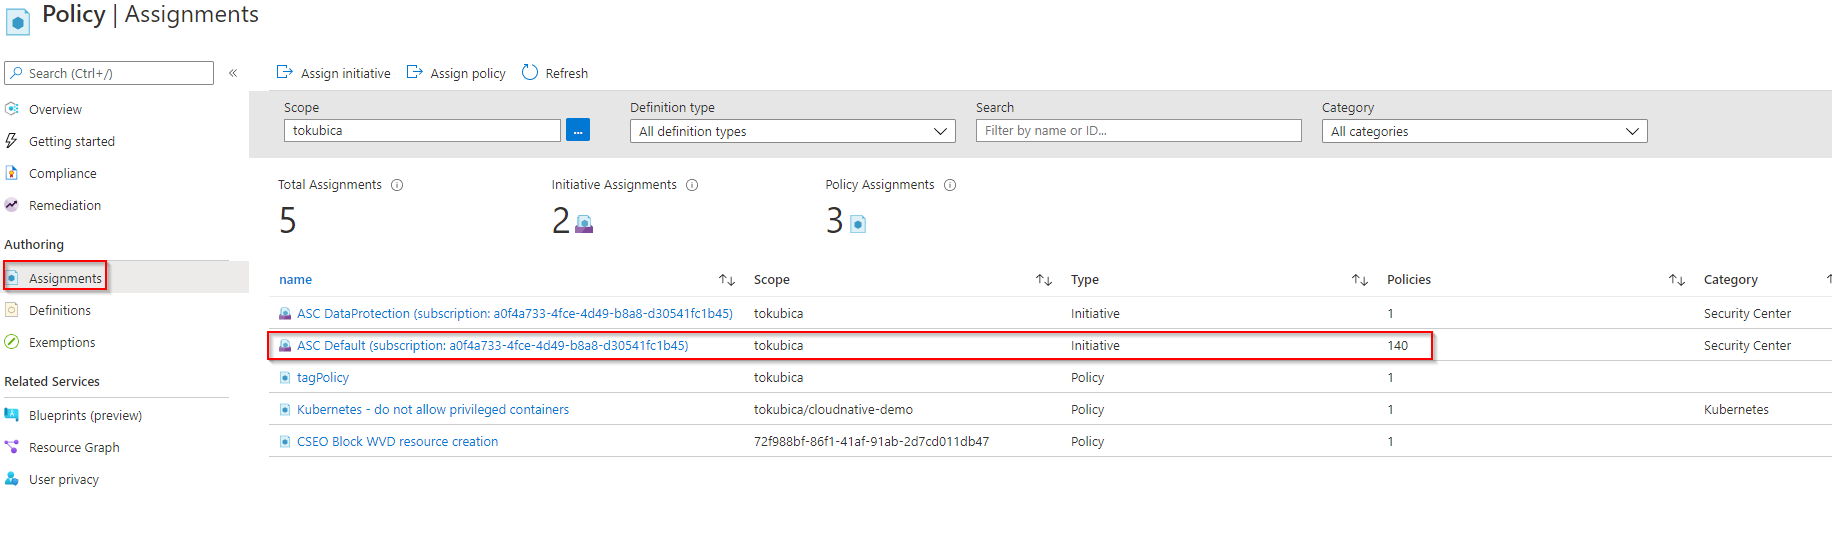 Policy | Assignments
Search (Ctrl+/)
«
Overview
Getting started
Compliance
Remediation
Authoring
Assignments
Definitions
Exemptions
Related Services
Blueprints (preview)
Resource Graph
User privacy
Assign initiative Assign policy Refresh
Scope Definition type Search Category
tokubica ... All definition types Filter by name or ID... All categories
Total Assignments Initiative Assignments Policy Assignments
5 2 3
name Scope Type Policies Category
ASC DataProtection (subscription: a0f4a733-4fce-4d49-b8a8-d30541fc1b45) tokubica Initiative 1 Security Center
ASC Default (subscription: a0f4a733-4fce-4d49-b8a8-d30541fc1b45) tokubica Initiative 140 Security Center
tagPolicy tokubica Policy 1
Kubernetes - do not allow privileged containers tokubica/cloudnative-demo Policy 1 Kubernetes
CSEO Block WVD resource creation 72f988bf-86f1-41af-91ab-2d7cd011db47 Policy 1